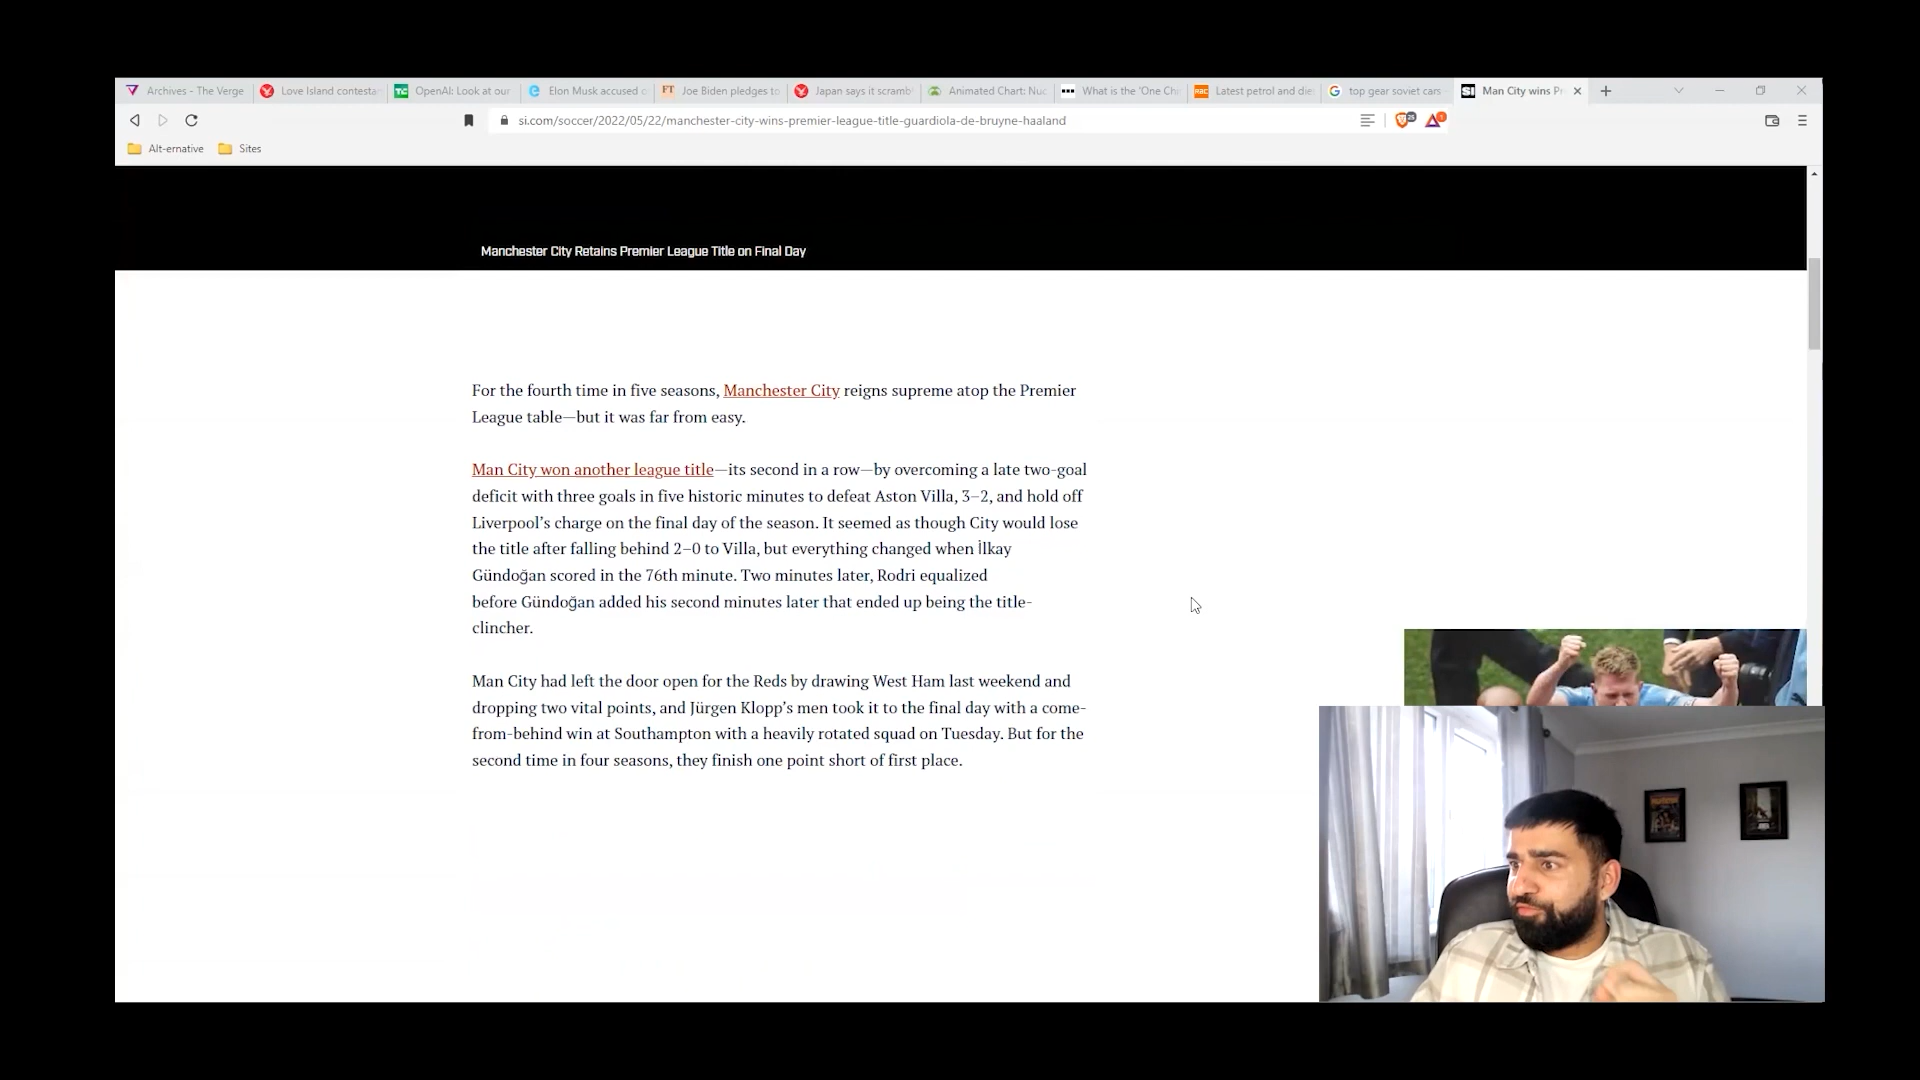 Archives - The Verge
Love Island contesta
OpenAI: Look at our
Elon Musk accused o
Joe Biden pledges to
Japan says it scramb
Animated Chart: Nuc
What is the 'One Chi
Latest petrol and die
top gear soviet cars
Man City wins Pr
si.com/soccer/2022/05/22/manchester-city-wins-premier-league-title-guardiola-de-bruyne-haaland
Alt-ernative
Sites
Manchester City Retains Premier League Title on Final Day
For the fourth time in five seasons, Manchester City reigns supreme atop the Premier
League table—but it was far from easy.
Man City won another league title—its second in a row—by overcoming a late two-goal
deficit with three goals in five historic minutes to defeat Aston Villa, 3–2, and hold off
Liverpool's charge on the final day of the season. It seemed as though City would lose
the title after falling behind 2–0 to Villa, but everything changed when İlkay
Gündoğan scored in the 76th minute. Two minutes later, Rodri equalized
before Gündoğan added his second minutes later that ended up being the title-
clincher.
Man City had left the door open for the Reds by drawing West Ham last weekend and
dropping two vital points, and Jürgen Klopp's men took it to the final day with a come-
from-behind win at Southampton with a heavily rotated squad on Tuesday. But for the
second time in four seasons, they finish one point short of first place.